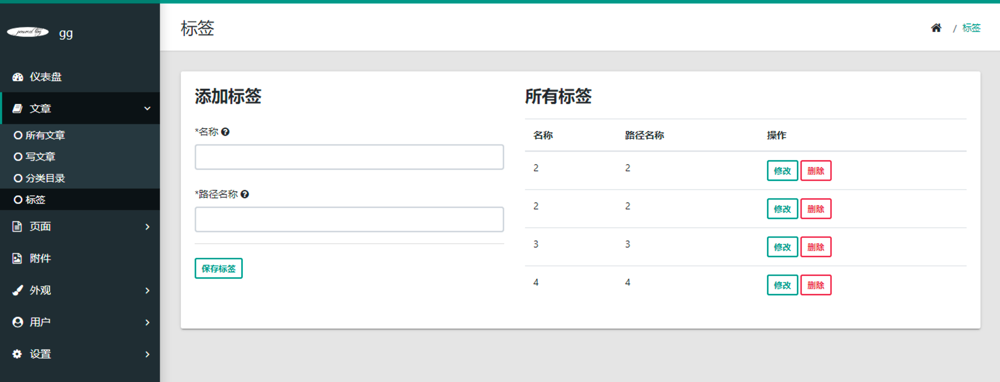 personal blog
gg
仪表盘
文章
所有文章
写文章
分类目录
标签
页面
附件
外观
用户
设置
标签
/ 标签
添加标签
*名称
*路径名称
保存标签
所有标签
名称 路径名称 操作
2 2 修改 删除
2 2 修改 删除
3 3 修改 删除
4 4 修改 删除